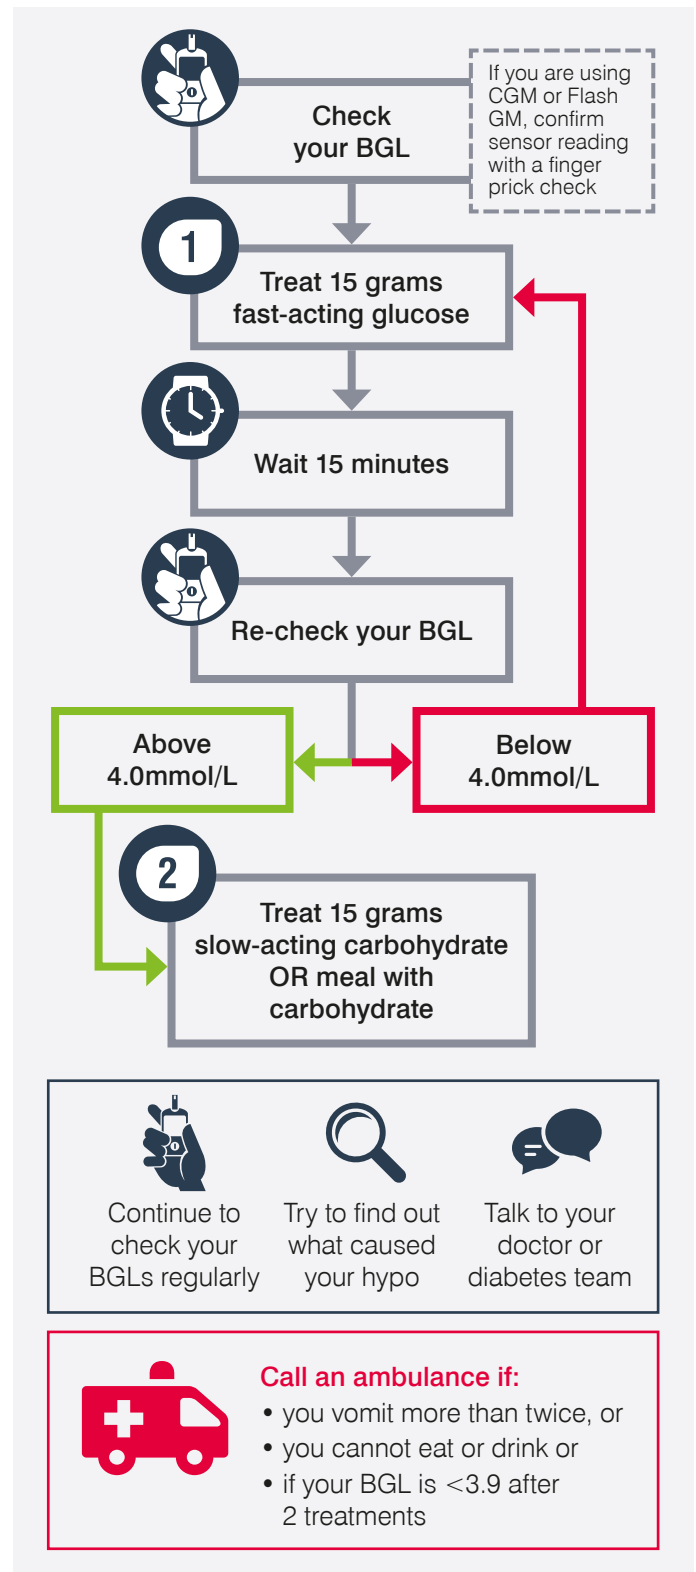 Check
your BGL
If you are using
CGM or Flash
GM, confirm
sensor reading
with a finger
prick check
1
Treat 15 grams
fast-acting glucose
Wait 15 minutes
Re-check your BGL
Above
4.0mmol/L
Below
4.0mmol/L
2
Treat 15 grams
slow-acting carbohydrate
OR meal with
carbohydrate
Continue to
check your
BGLs regularly
Try to find out
what caused
your hypo
Talk to your
doctor or
diabetes team
Call an ambulance if:
• you vomit more than twice, or
• you cannot eat or drink or
• if your BGL is <3.9 after
2 treatments